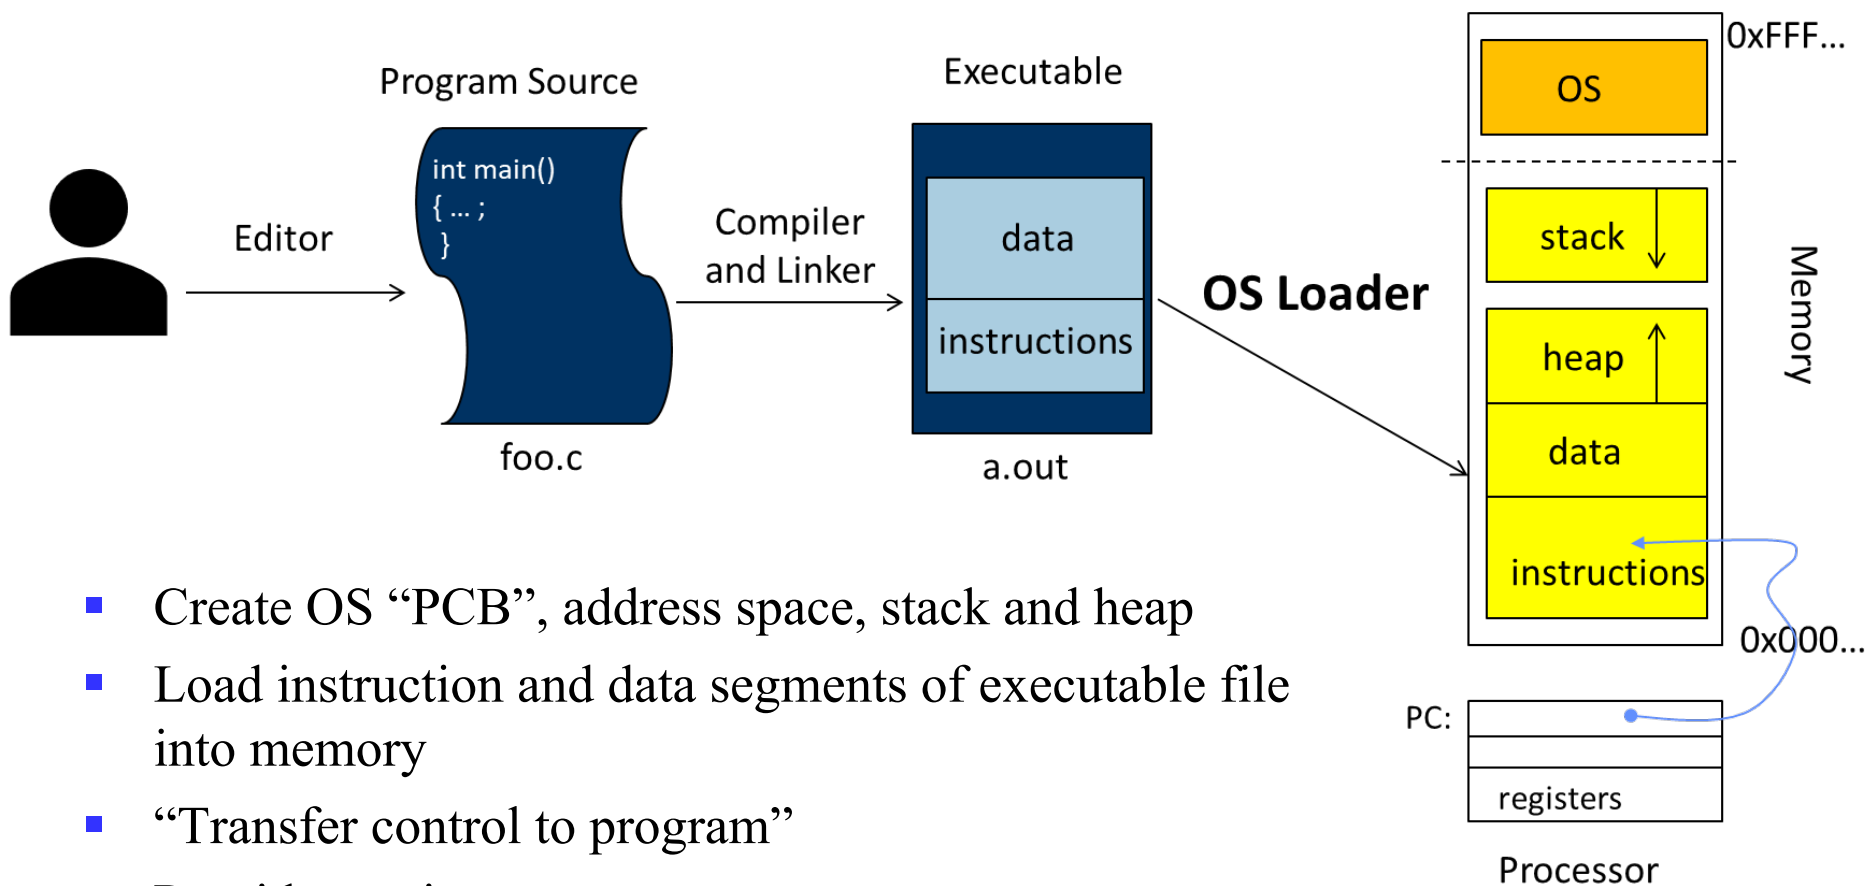 Program Source
Executable
0xFFF...
OS
int main()
{ ... ;
}
Editor
Compiler
and Linker
data
instructions
OS Loader
stack
heap
data
instructions
Memory
foo.c
a.out
0x000...
PC:
registers
Processor
▪ Create OS “PCB”, address space, stack and heap
▪ Load instruction and data segments of executable file
into memory
▪ “Transfer control to program”